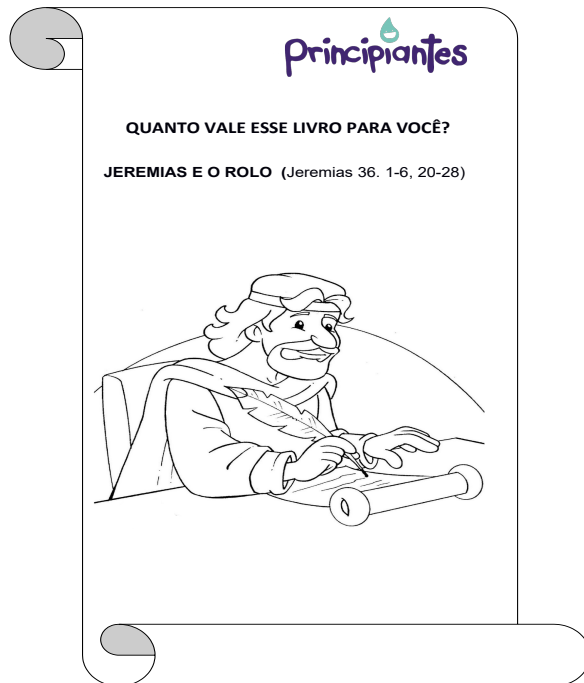 principiantes
QUANTO VALE ESSE LIVRO PARA VOCÊ?
JEREMIAS E O ROLO (Jeremias 36. 1-6, 20-28)